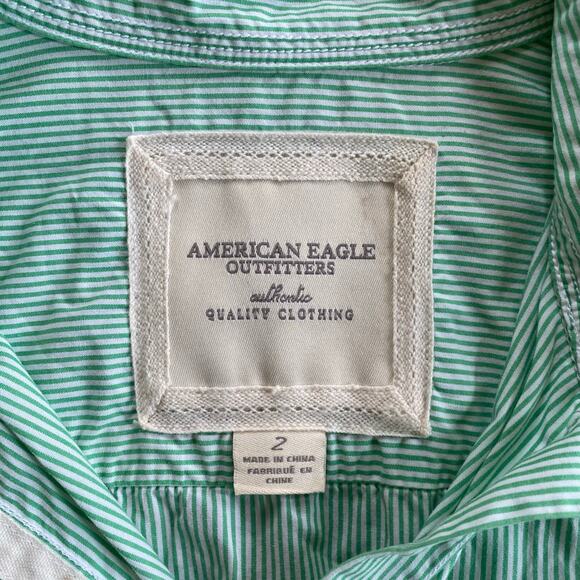 AMERICAN EAGLE
OUTFITTERS
authentic
QUALITY CLOTHING
2
MADE IN CHINA
FABRIQUÉ EN
CHINE